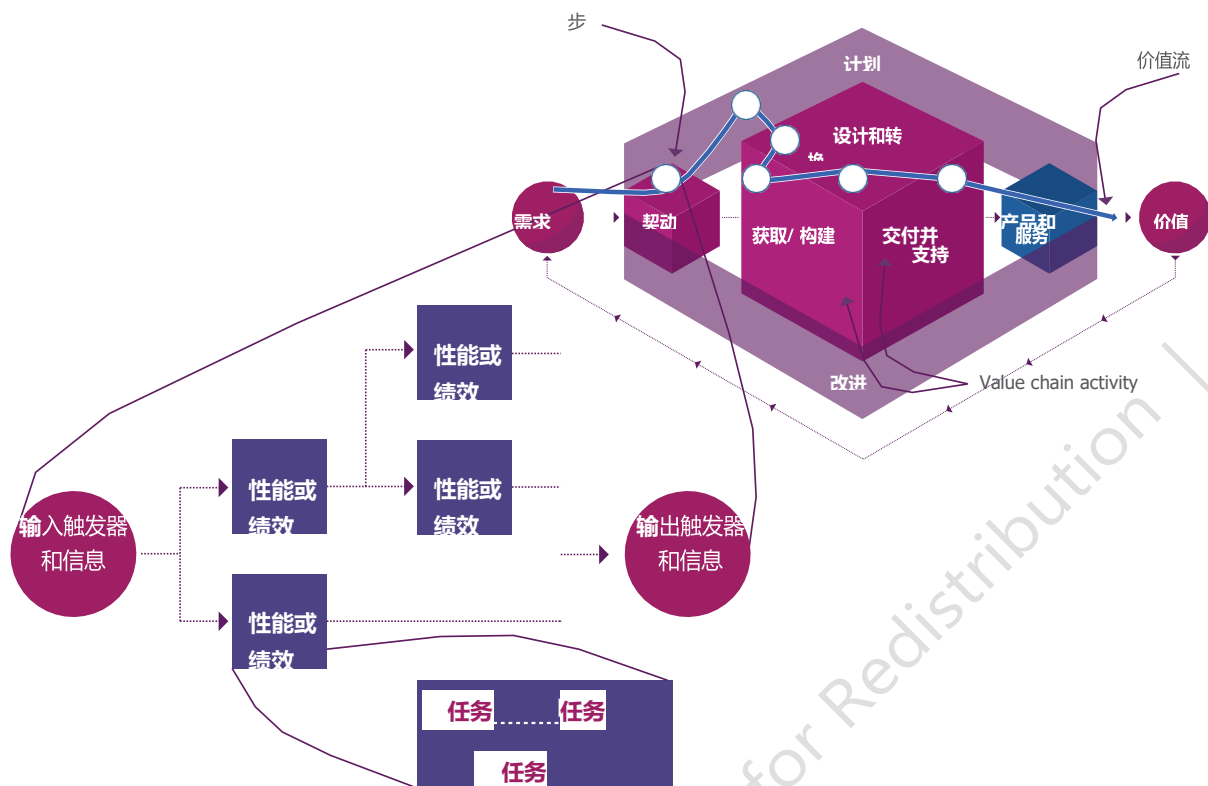 步
计划
价值流
设计和转
换
需求
契动
获取/ 构建
交付并
支持
产品和
服务
价值
改进
Value chain activity
性能或
绩效
性能或
绩效
性能或
绩效
输入触发器
和信息
输出触发器
和信息
性能或
绩效
任务
任务
任务
for Redistribution |